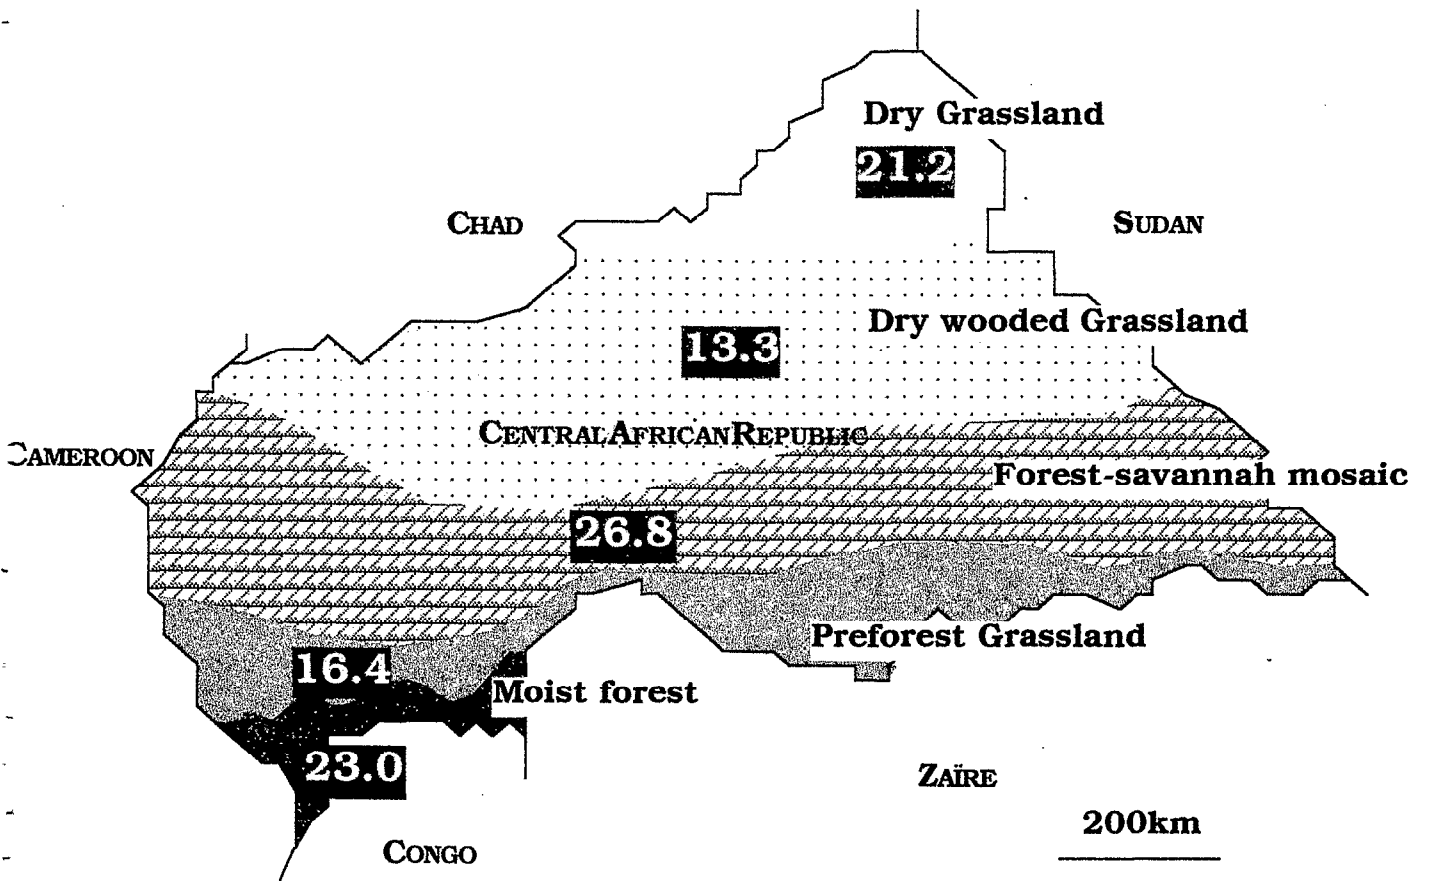 Dry Grassland
21.2
CHAD
SUDAN
Dry wooded Grassland
13.3
CENTRAL AFRICAN REPUBLIC
CAMEROON
Forest-savannah mosaic
26.8
Preforest Grassland
16.4
Moist forest
23.0
ZAÏRE
200km
CONGO